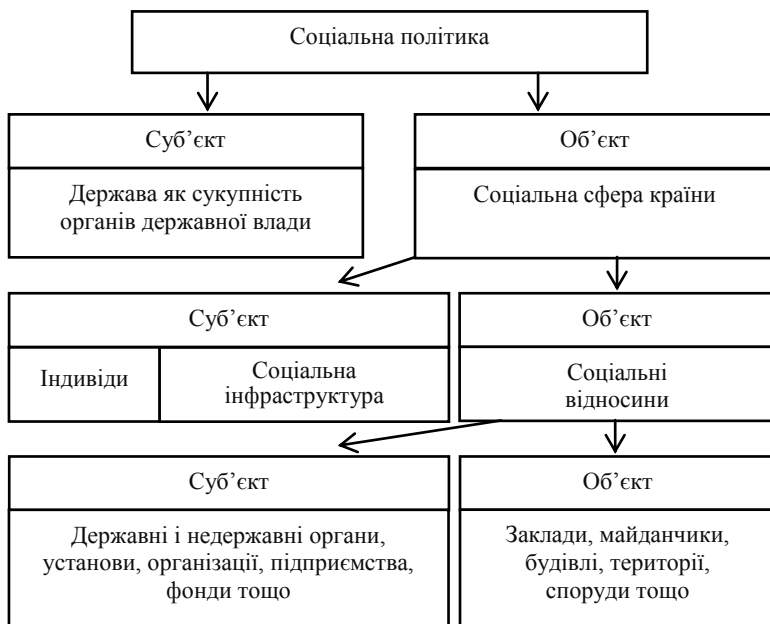 Соціальна політика
Суб’єкт
Об’єкт
Держава як сукупність
органів державної влади
Соціальна сфера країни
Суб’єкт
Об’єкт
Індивіди
Соціальна
інфраструктура
Соціальні
відносини
Суб’єкт
Об’єкт
Державні і недержавні органи,
установи, організації, підприємства,
фонди тощо
Заклади, майданчики,
будівлі, території,
споруди тощо